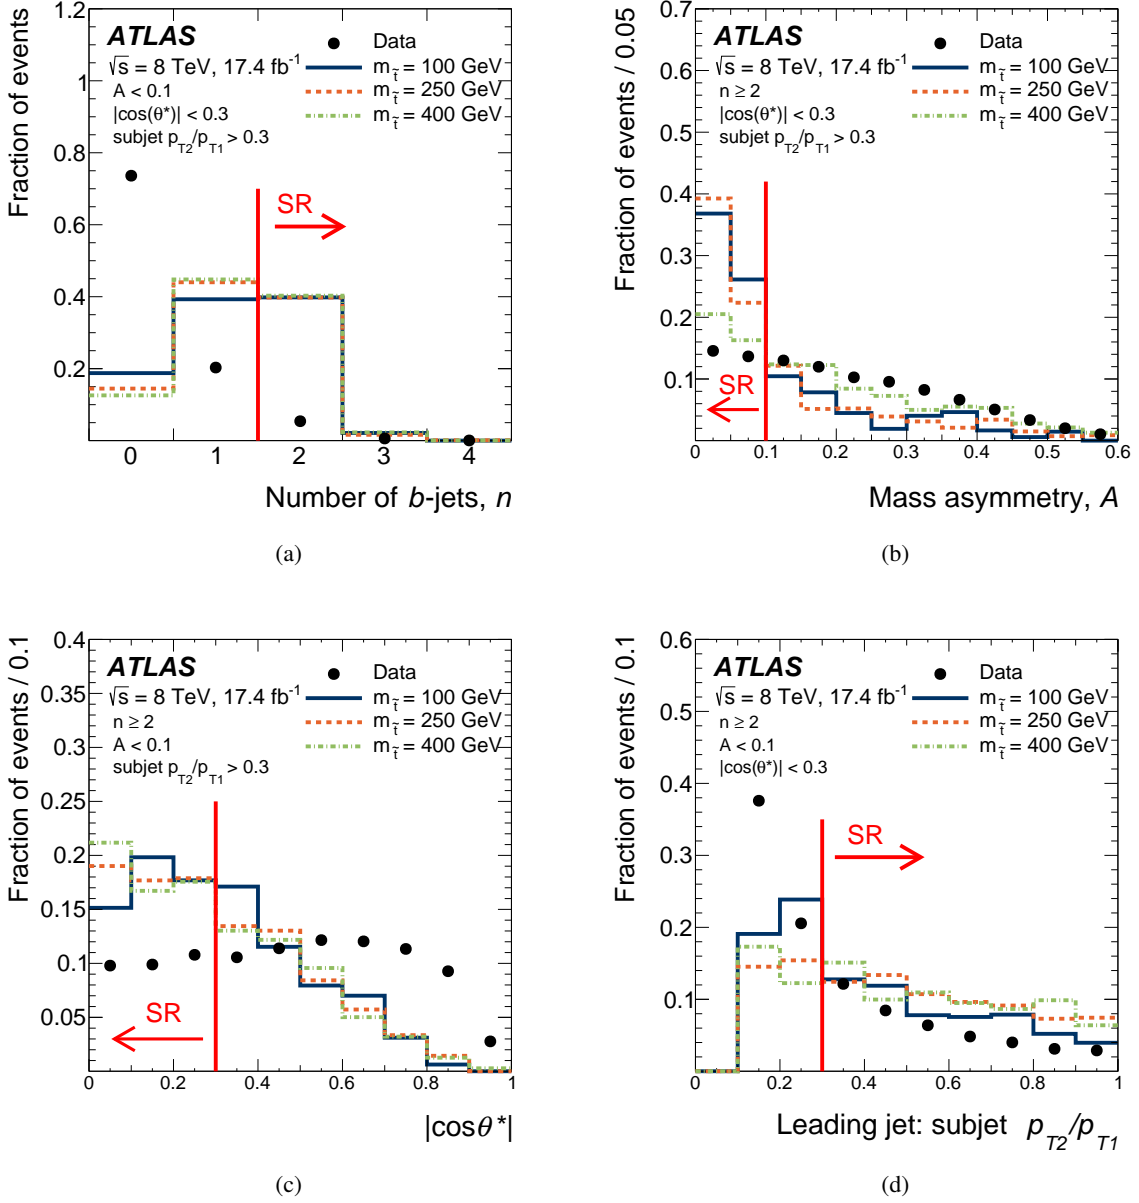 Fraction of events
1.2
1
0.8
0.6
0.4
0.2
0
1
2
3
4
Number of b-jets, n
ATLAS
√s = 8 TeV, 17.4 fb⁻¹
A < 0.1
|cos(θ*)| < 0.3
subjet p_T2/p_T1 > 0.3
Data
m_t̃ = 100 GeV
m_t̃ = 250 GeV
m_t̃ = 400 GeV
SR
(a)
Fraction of events / 0.05
0.7
0.6
0.5
0.4
0.3
0.2
0.1
0
0.1
0.2
0.3
0.4
0.5
0.6
Mass asymmetry, A
ATLAS
√s = 8 TeV, 17.4 fb⁻¹
n ≥ 2
|cos(θ*)| < 0.3
subjet p_T2/p_T1 > 0.3
Data
m_t̃ = 100 GeV
m_t̃ = 250 GeV
m_t̃ = 400 GeV
SR
(b)
Fraction of events / 0.1
0.4
0.35
0.3
0.25
0.2
0.15
0.1
0.05
0
0.2
0.4
0.6
0.8
1
|cosθ*|
ATLAS
√s = 8 TeV, 17.4 fb⁻¹
n ≥ 2
A < 0.1
subjet p_T2/p_T1 > 0.3
Data
m_t̃ = 100 GeV
m_t̃ = 250 GeV
m_t̃ = 400 GeV
SR
(c)
Fraction of events / 0.1
0.6
0.5
0.4
0.3
0.2
0.1
0
0.2
0.4
0.6
0.8
1
Leading jet: subjet p_T2/p_T1
ATLAS
√s = 8 TeV, 17.4 fb⁻¹
n ≥ 2
A < 0.1
|cos(θ*)| < 0.3
Data
m_t̃ = 100 GeV
m_t̃ = 250 GeV
m_t̃ = 400 GeV
SR
(d)